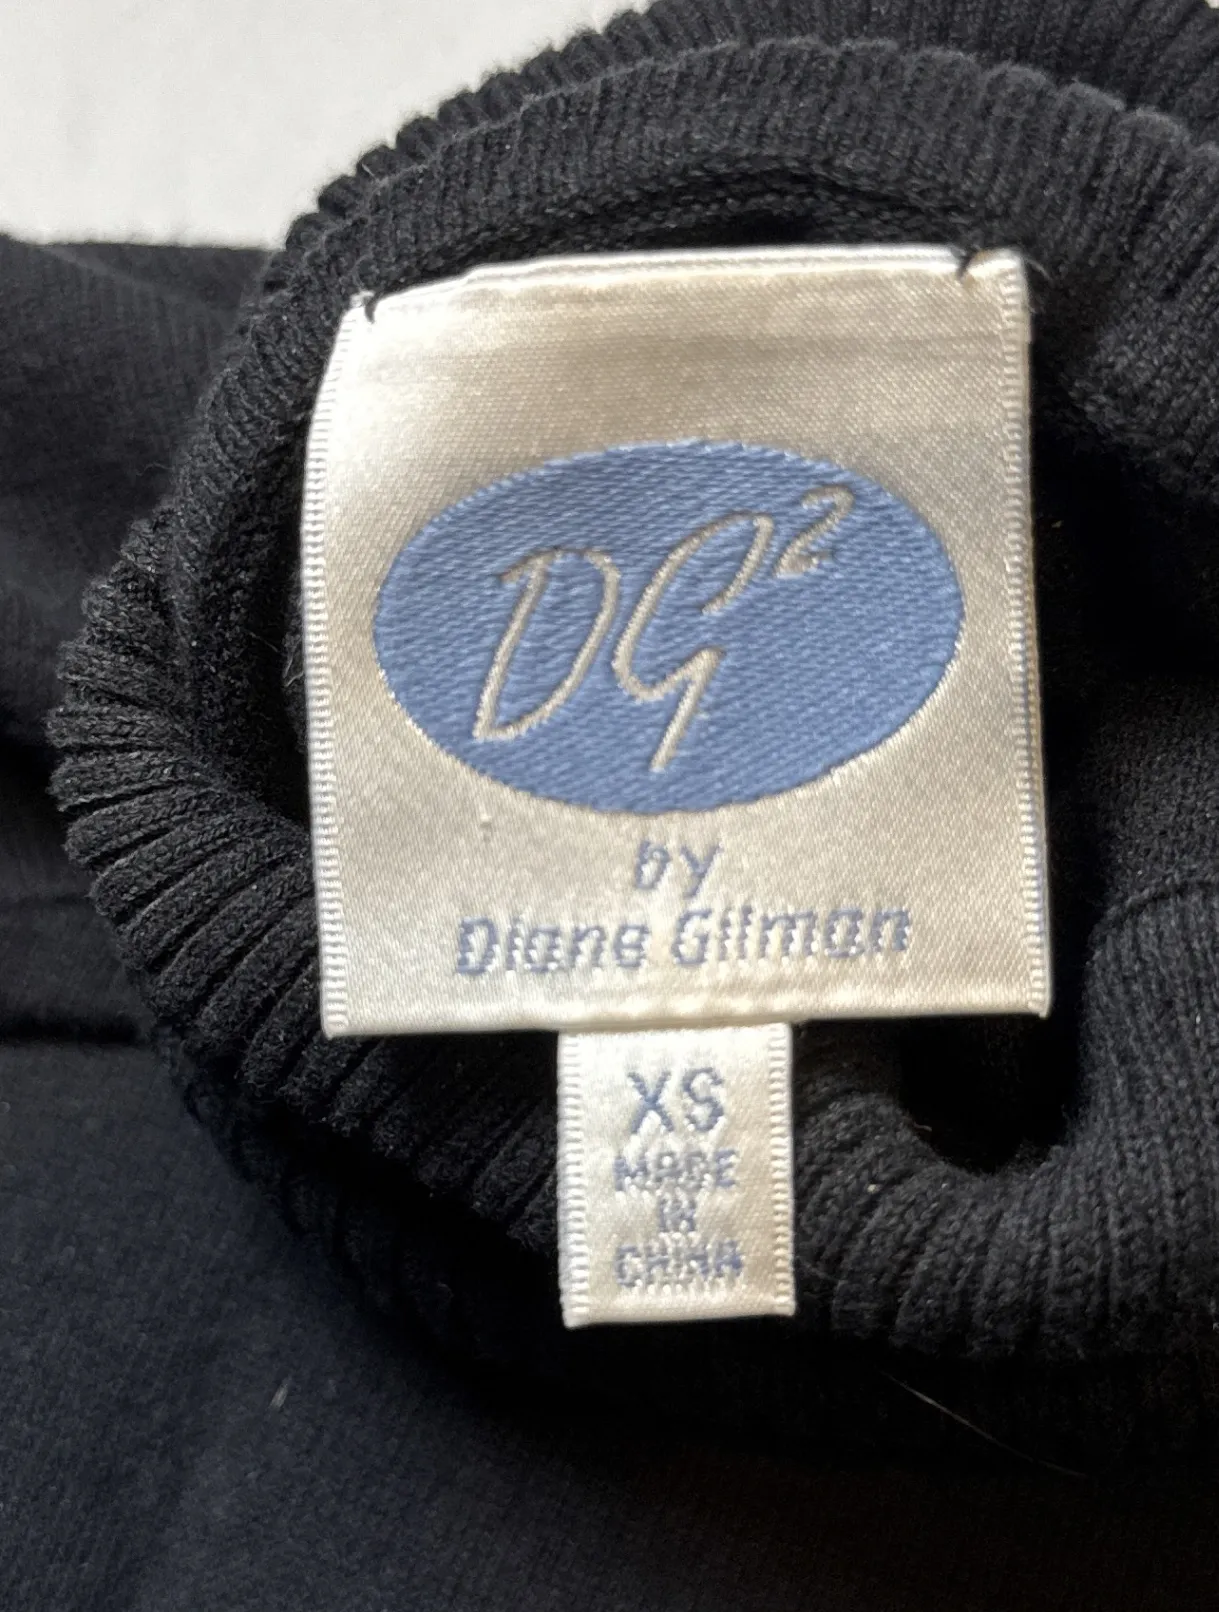 DG²
by
Diane Gilman
XS
MADE
IN
CHINA